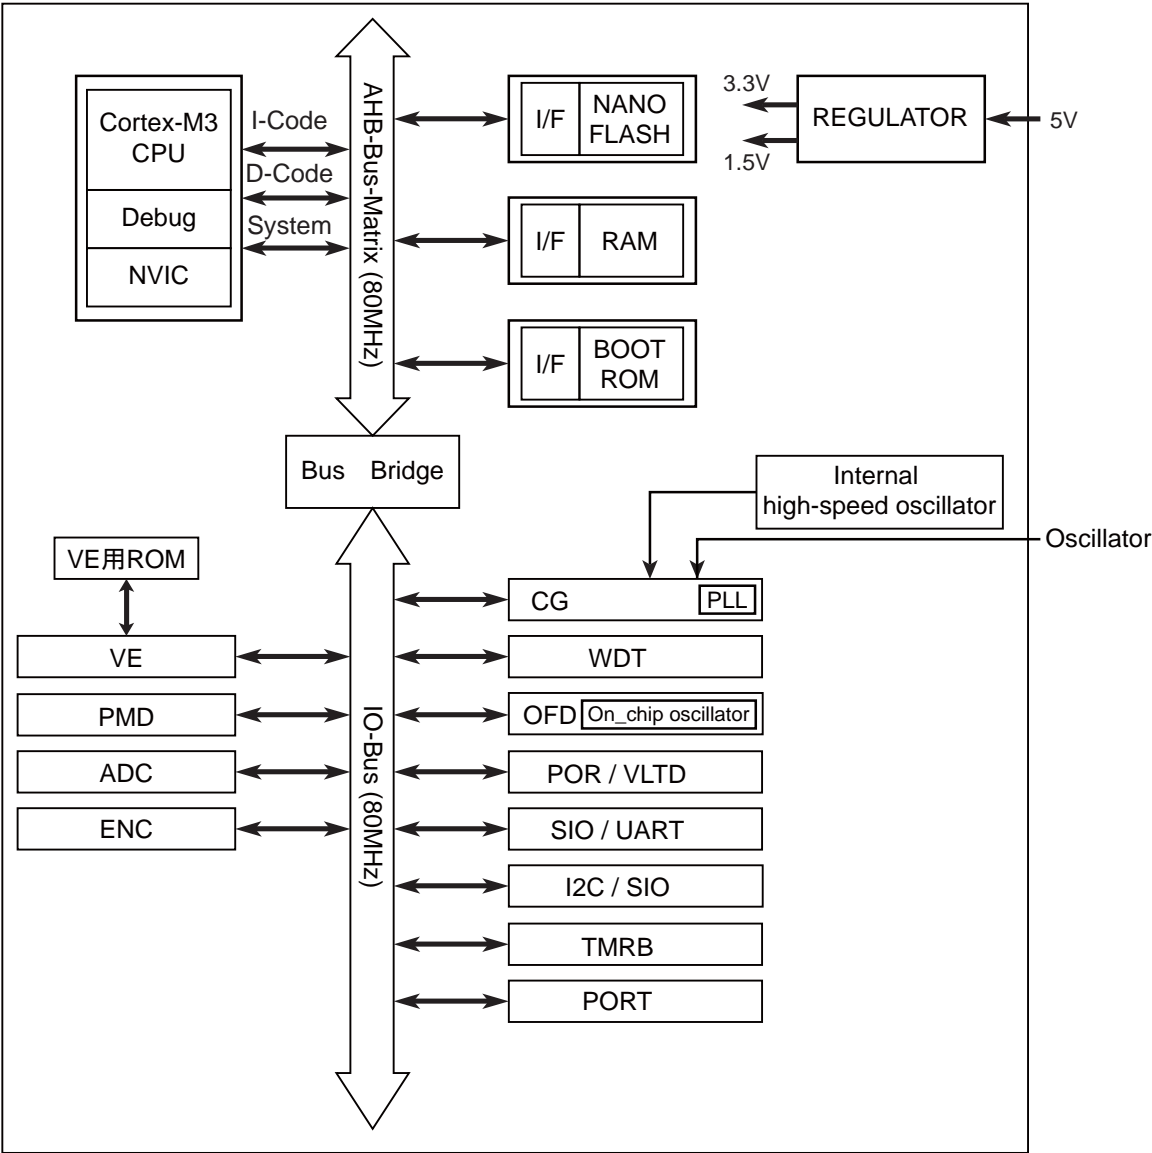 Cortex-M3
CPU
Debug
NVIC
I-Code
D-Code
System
AHB-Bus-Matrix (80MHz)
I/F
NANO
FLASH
I/F
RAM
I/F
BOOT
ROM
3.3V
1.5V
REGULATOR
5V
Bus Bridge
Internal
high-speed oscillator
Oscillator
VE用ROM
VE
PMD
ADC
ENC
IO-Bus (80MHz)
CG
PLL
WDT
OFD
On_chip oscillator
POR / VLTD
SIO / UART
I2C / SIO
TMRB
PORT